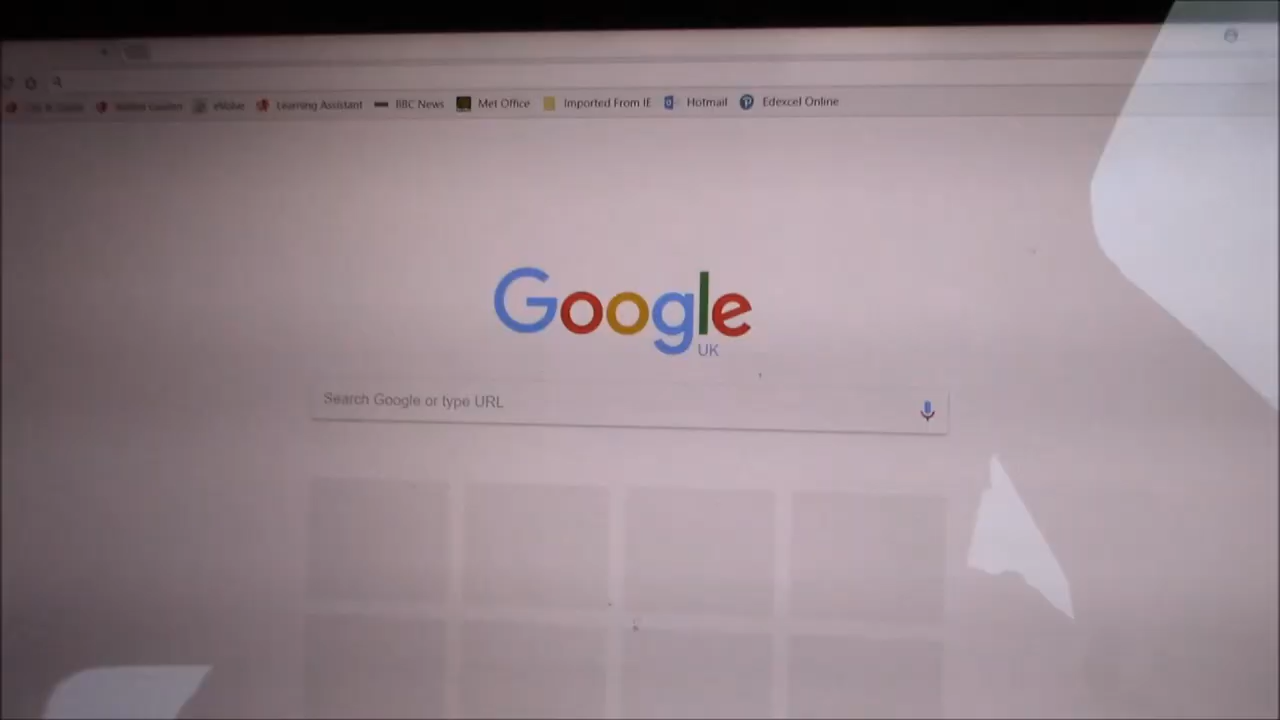 eVolve Learning Assistant BBC News Met Office Imported From IE Hotmail Edexcel Online
Google
UK
Search Google or type URL